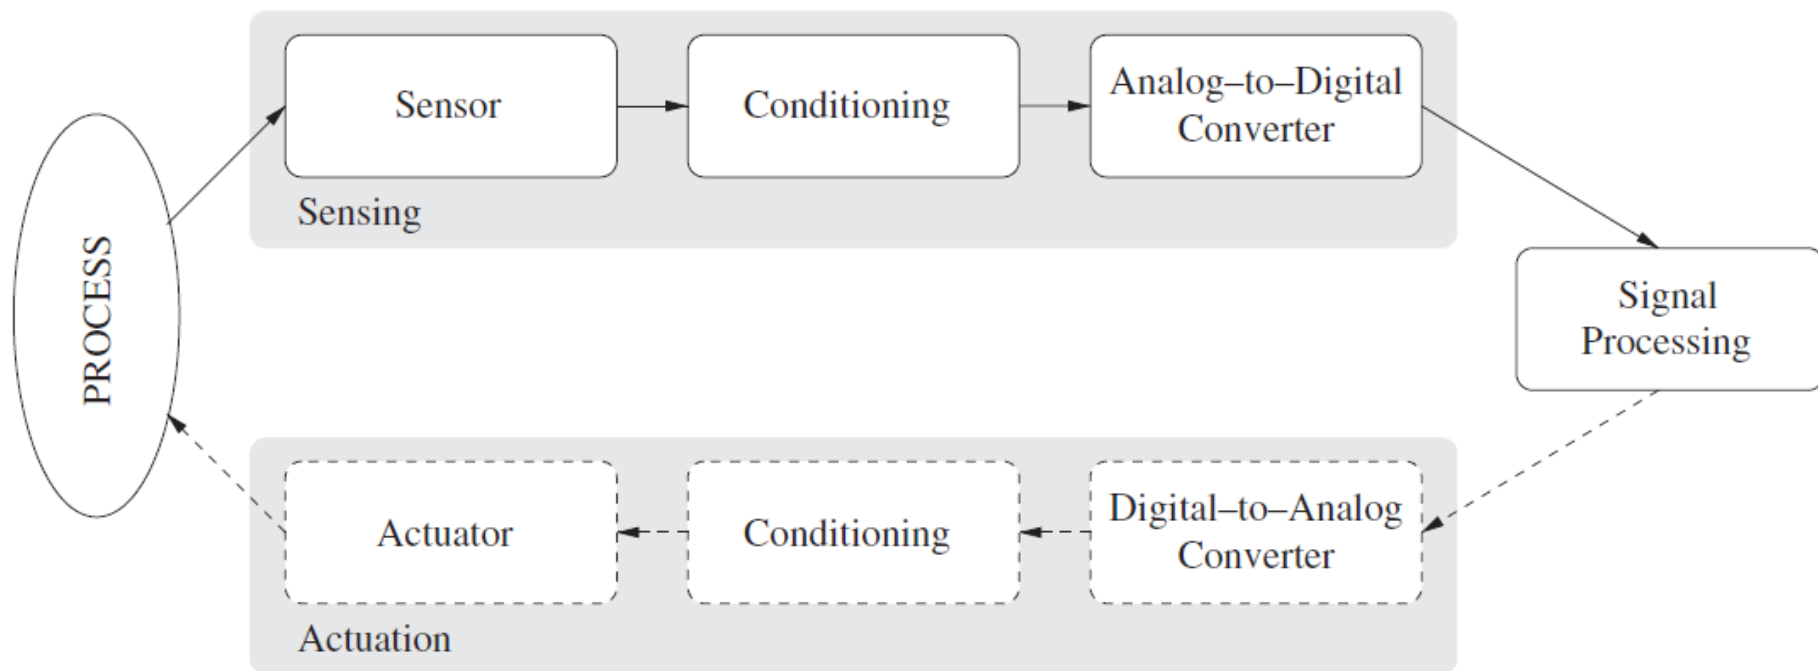 Sensor
Conditioning
Analog–to–Digital
Converter
Sensing
PROCESS
Signal
Processing
Actuator
Conditioning
Digital–to–Analog
Converter
Actuation